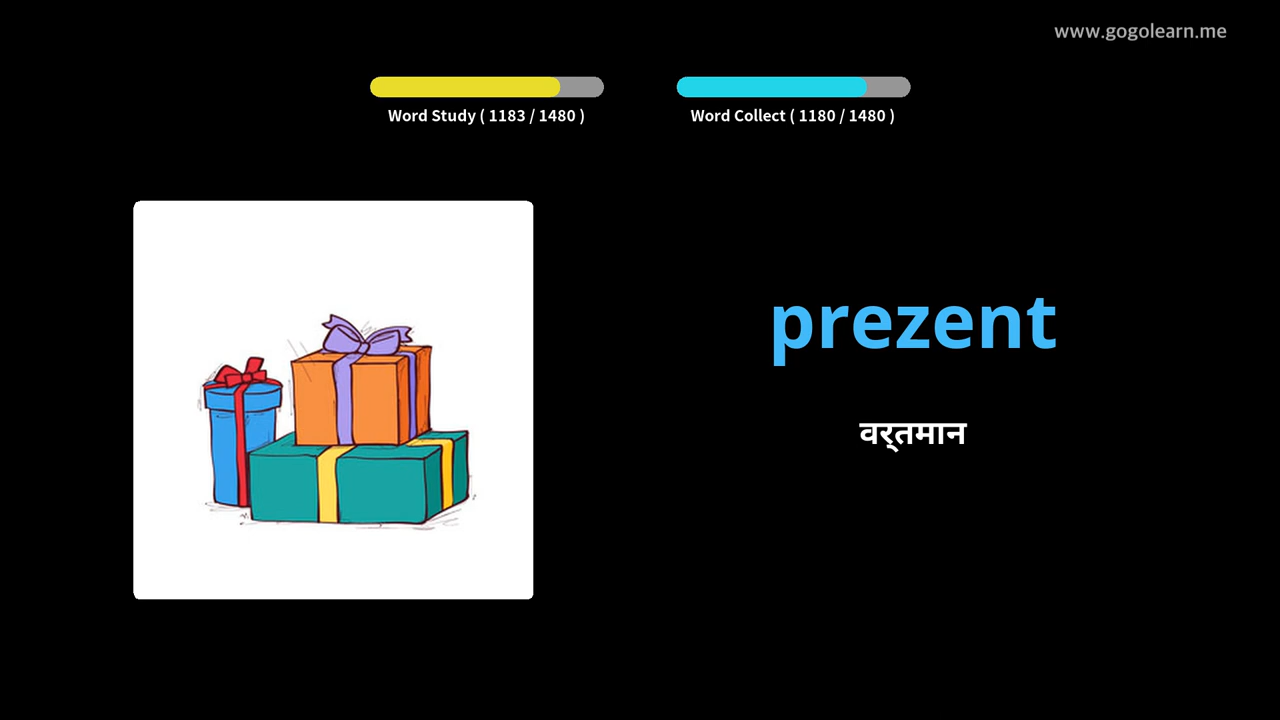 www.gogolearn.me
Word Study ( 1183 / 1480 )
Word Collect ( 1180 / 1480 )
prezent
वर्तमान